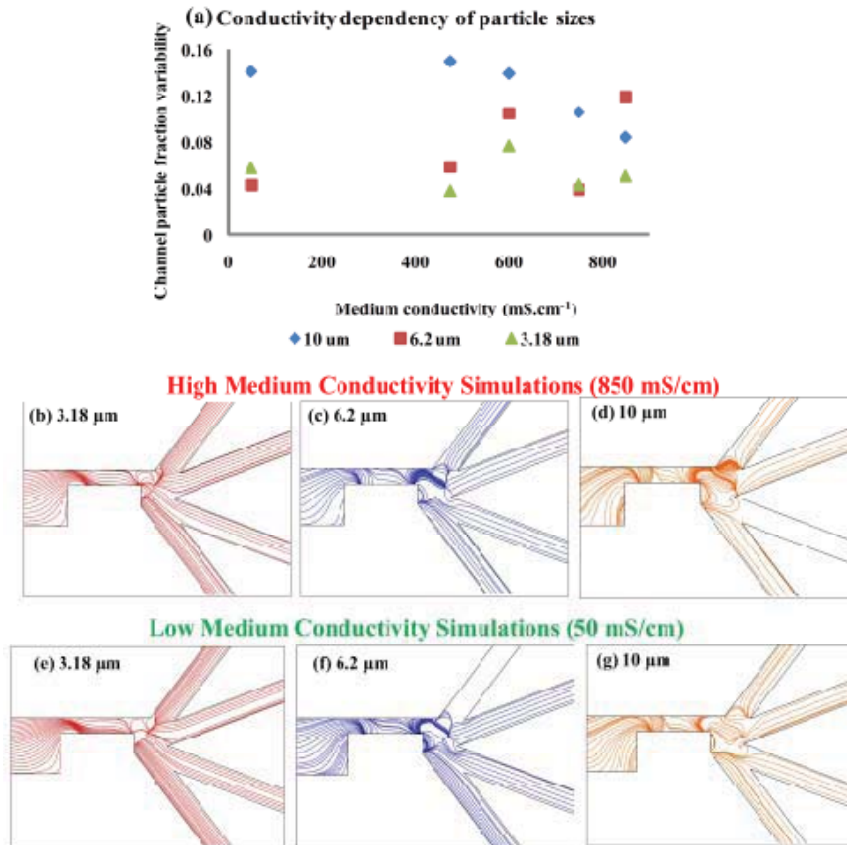 (a) Conductivity dependency of particle sizes
Channel particle fraction variability
0.16
0.12
0.08
0.04
0
0 200 400 600 800
Medium conductivity (mS.cm⁻¹)
10 um 6.2 um 3.18 um
High Medium Conductivity Simulations (850 mS/cm)
(b) 3.18 μm
(c) 6.2 μm
(d) 10 μm
Low Medium Conductivity Simulations (50 mS/cm)
(e) 3.18 μm
(f) 6.2 μm
(g) 10 μm